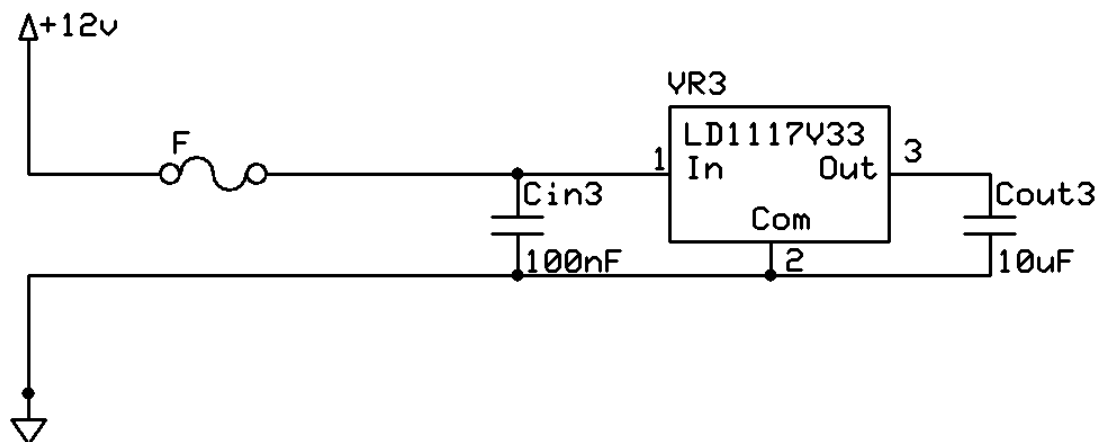 +12v
VR3
F
LD1117V33
1
In
Out
3
Cin3
Cout3
Com
100nF
2
10uF